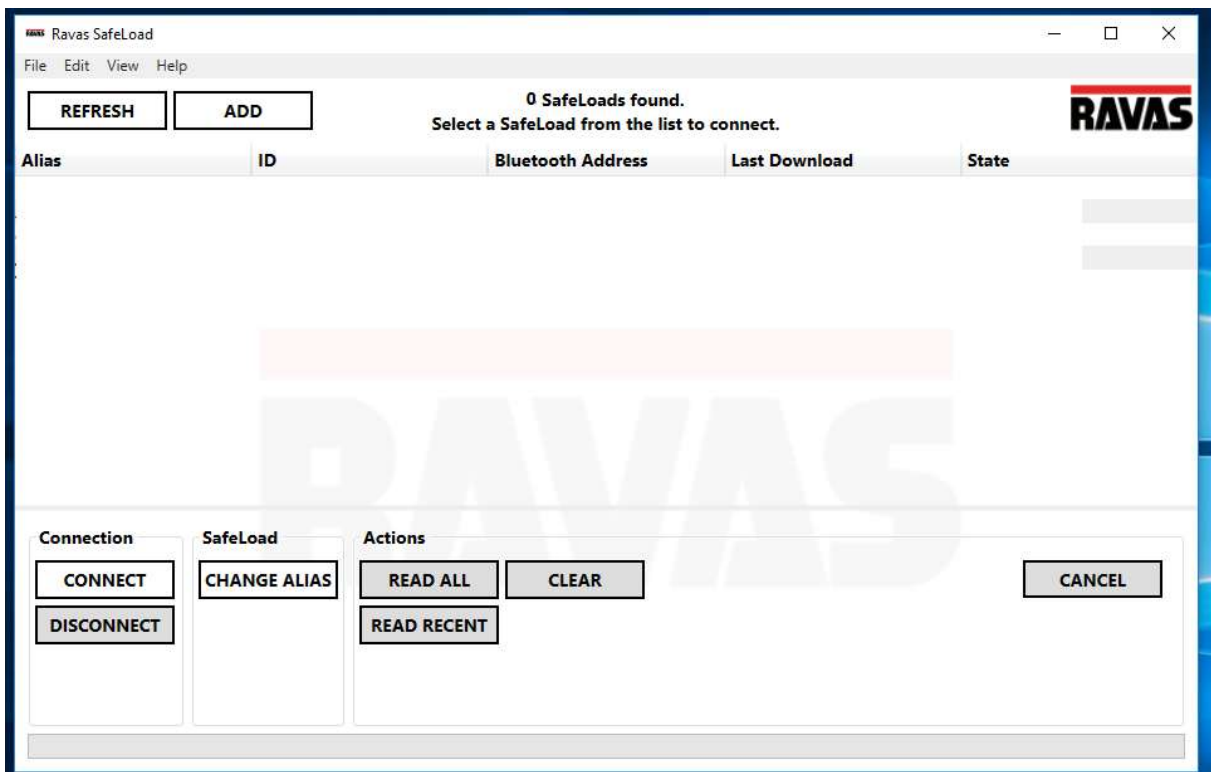 RAVAS Ravas SafeLoad
File Edit View Help
REFRESH ADD
0 SafeLoads found.
Select a SafeLoad from the list to connect.
RAVAS
Alias ID Bluetooth Address Last Download State
RAVAS
Connection SafeLoad Actions
CONNECT CHANGE ALIAS READ ALL CLEAR CANCEL
DISCONNECT READ RECENT